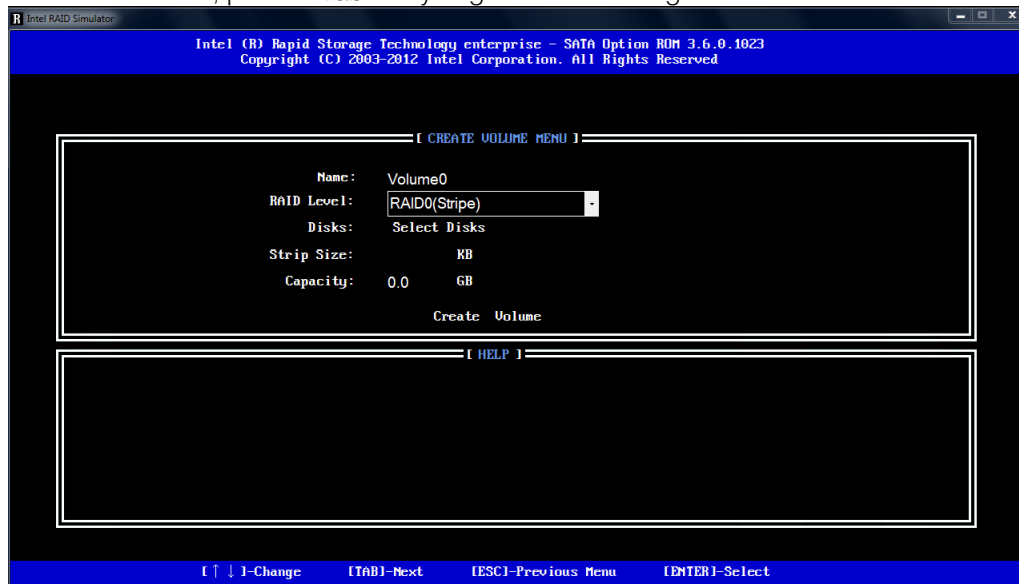 R Intel RAID Simulator
Intel (R) Rapid Storage Technology enterprise - SATA Option ROM 3.6.0.1023
Copyright (C) 2003-2012 Intel Corporation. All Rights Reserved
[ CREATE VOLUME MENU ]
Name: Volume0
RAID Level: RAID0(Stripe)
Disks: Select Disks
Strip Size: KB
Capacity: 0.0 GB
Create Volume
[ HELP ]
[↑↓]-Change [TAB]-Next [ESC]-Previous Menu [ENTER]-Select